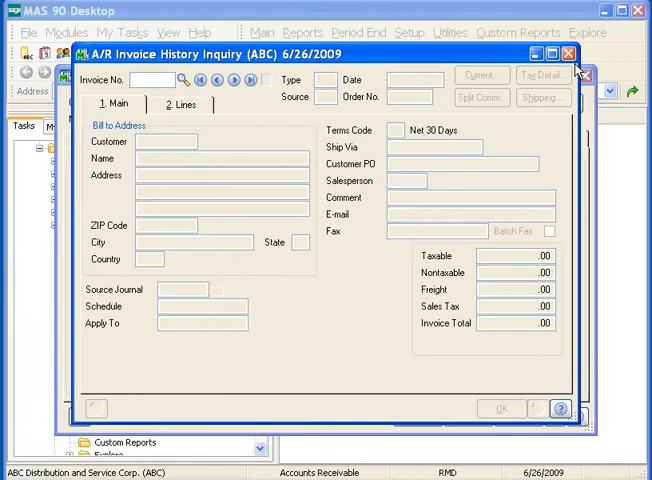 sage MAS 90 Desktop
File Modules My Tasks View Main Reports Period End Setup Utilities Custom Reports Explore
A/R Invoice History Inquiry (ABC) 6/26/2009
Address
Invoice No. Type Date Current... Tax Detail...
Source Order No. Split Comm... Shipping...
1. Main 2. Lines
Tasks My
Bill to Address
Customer
Name
Address
ZIP Code
City State
Country
Source Journal
Schedule
Apply To
Terms Code Net 30 Days
Ship Via
Customer PO
Salesperson
Comment
E-mail
Fax Batch Fax
Taxable .00
Nontaxable .00
Freight .00
Sales Tax .00
Invoice Total .00
OK
Custom Reports
Explore
ABC Distribution and Service Corp. (ABC) Accounts Receivable RMD 6/26/2009